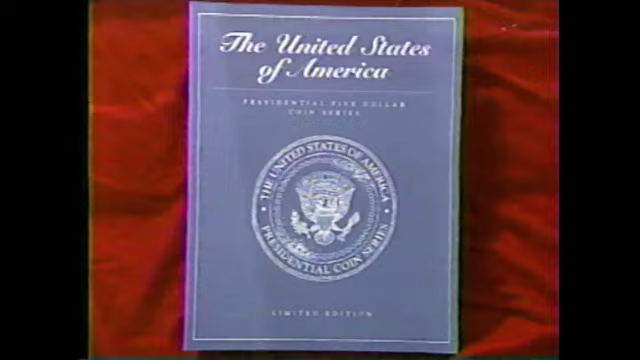 The United States
of America
PRESIDENTIAL FIVE DOLLAR
COIN SERIES
THE UNITED STATES OF AMERICA
PRESIDENTIAL COIN SERIES
LIMITED EDITION